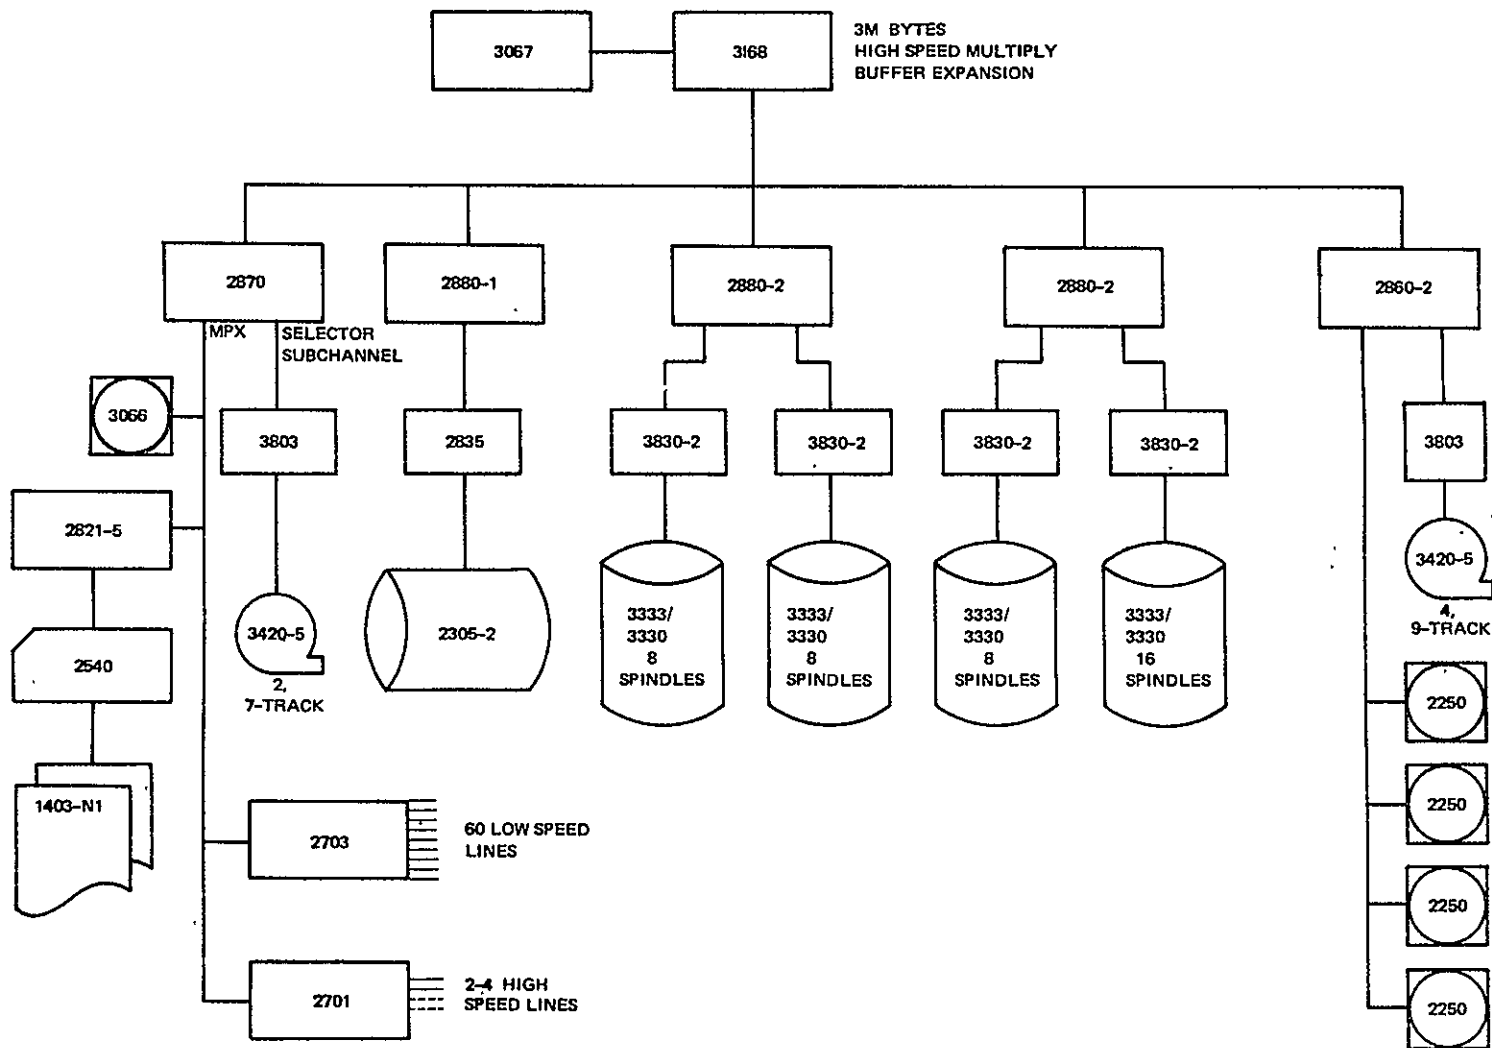 3067
3168
3M BYTES
HIGH SPEED MULTIPLY
BUFFER EXPANSION
2870
2880-1
2880-2
2880-2
2860-2
MPX
SELECTOR
SUBCHANNEL
3066
3803
2835
3830-2
3830-2
3830-2
3830-2
3803
2821-5
3420-5
4,
9-TRACK
2540
3420-5
2,
7-TRACK
2305-2
3333/
3330
8
SPINDLES
3333/
3330
8
SPINDLES
3333/
3330
8
SPINDLES
3333/
3330
16
SPINDLES
2250
2250
2250
2250
1403-N1
2703
60 LOW SPEED
LINES
2701
2-4 HIGH
SPEED LINES